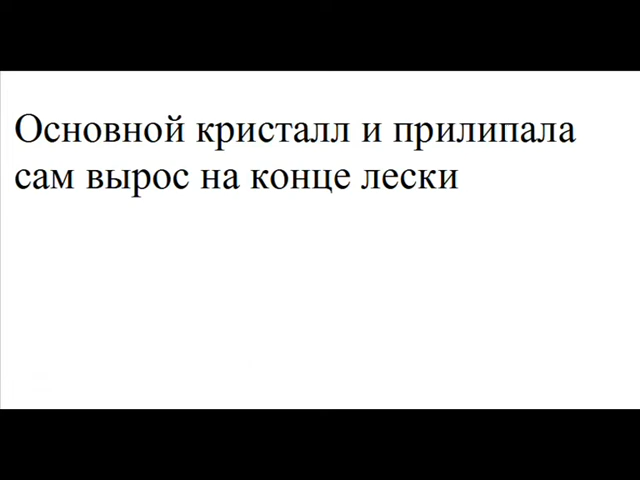 Основной кристалл и прилипала
сам вырос на конце лески